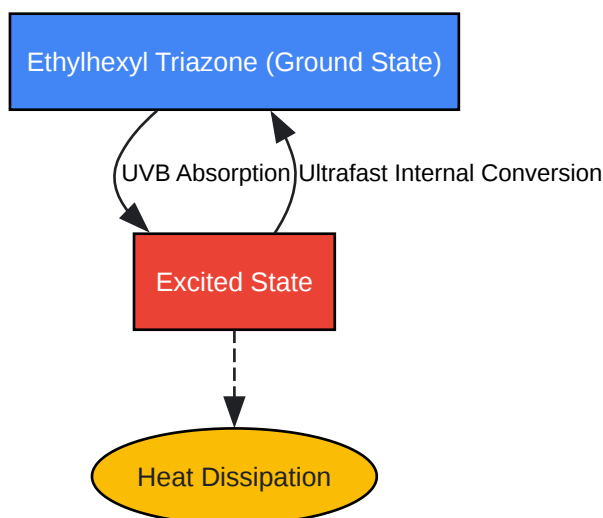 Ethylhexyl Triazone (Ground State)
UVB Absorption
Ultrafast Internal Conversion
Excited State
Heat Dissipation